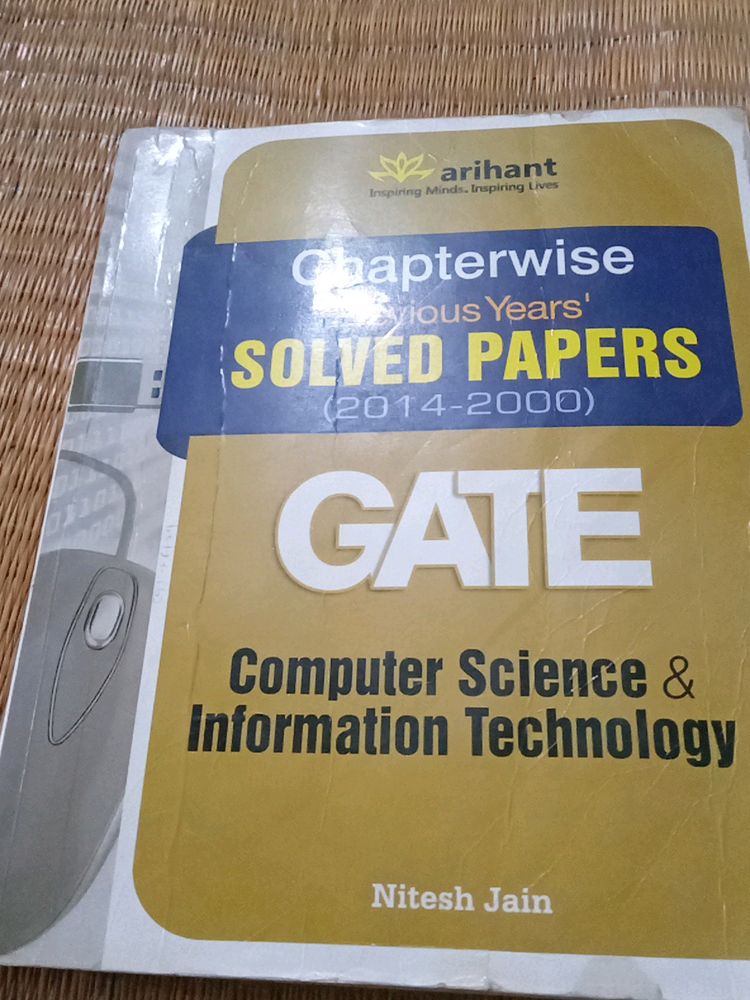 arihant
Inspiring Minds. Inspiring Lives
Chapterwise
Years'
SOLVED PAPERS
(2014-2000)
GATE
Computer Science &
Information Technology
Nitesh Jain